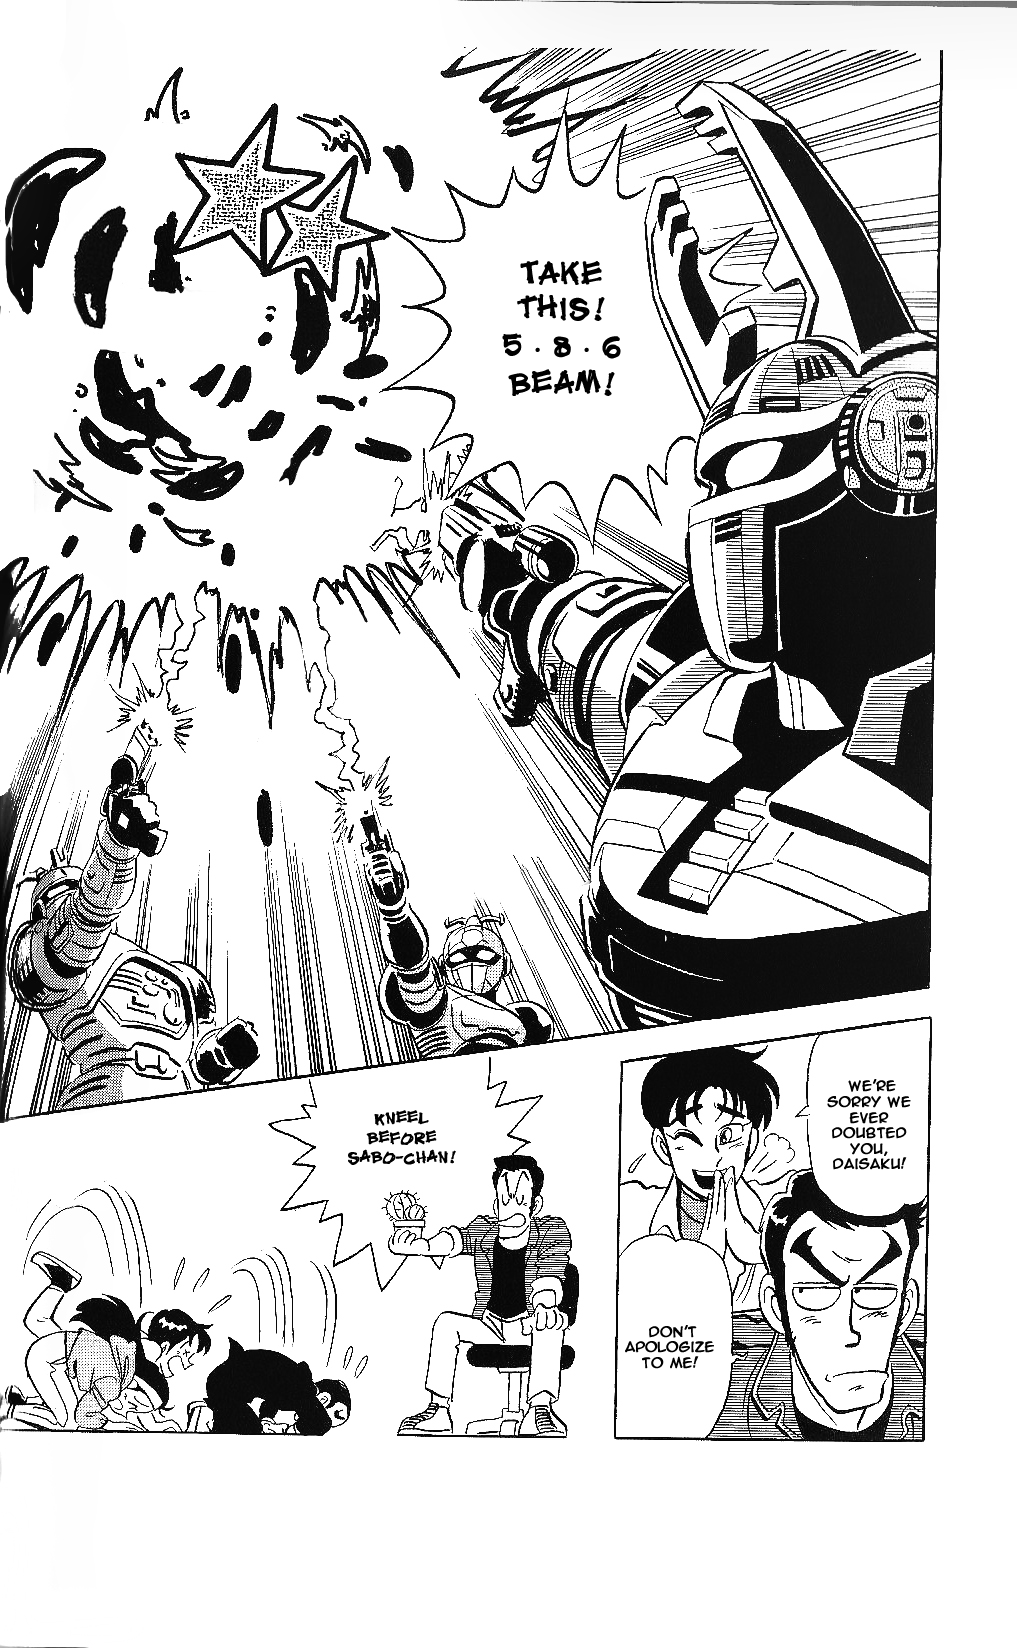 TAKE
THIS!
5 · 8 · 6
BEAM!
WE'RE
SORRY WE
EVER
DOUBTED
YOU,
DAISAKU!
DON'T
APOLOGIZE
TO ME!
KNEEL
BEFORE
SABO-CHAN!